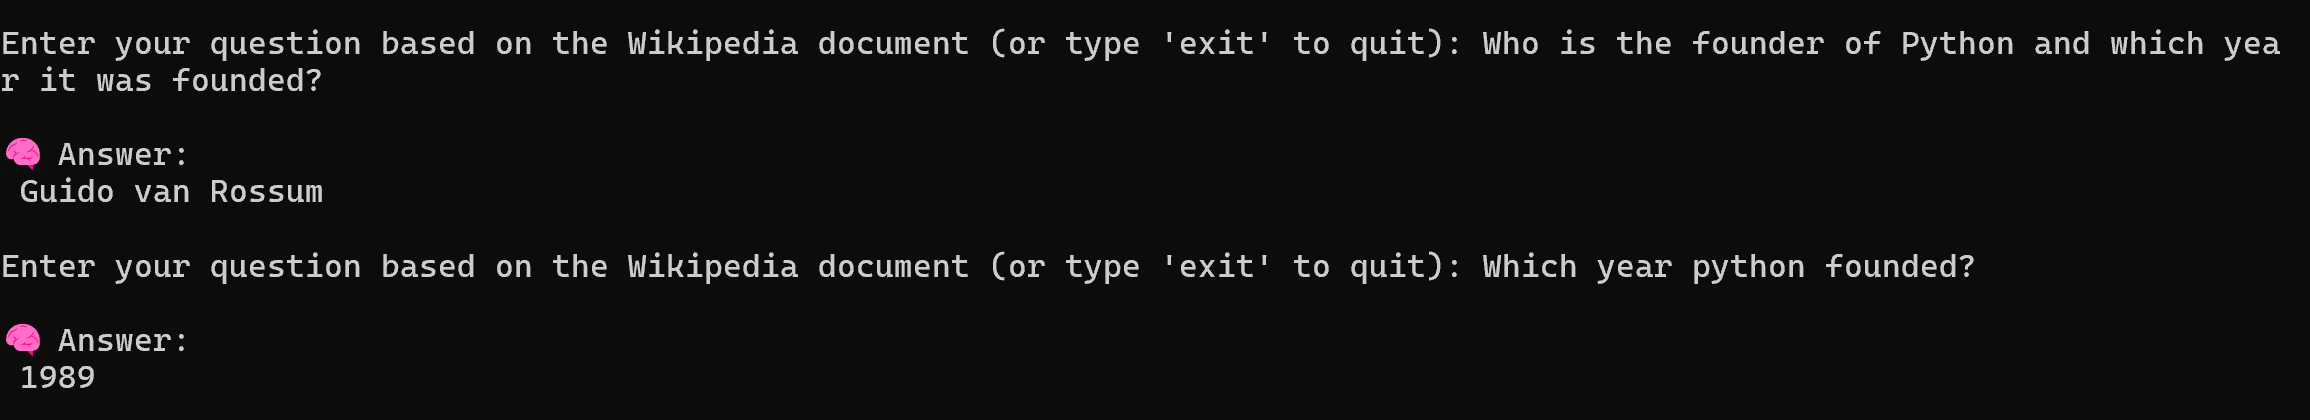 Enter your question based on the Wikipedia document (or type 'exit' to quit): Who is the founder of Python and which yea
r it was founded?
🧠 Answer:
Guido van Rossum
Enter your question based on the Wikipedia document (or type 'exit' to quit): Which year python founded?
🧠 Answer:
1989